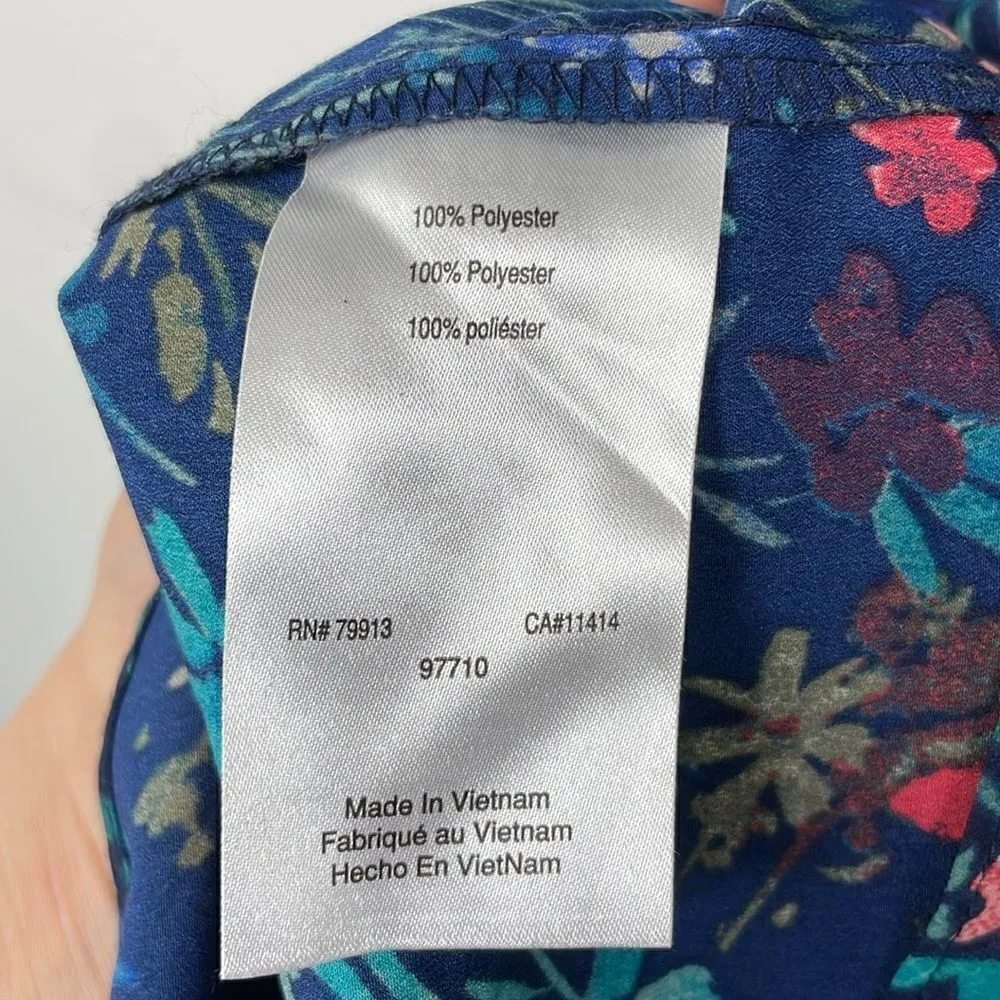 100% Polyester
100% Polyester
100% poliéster
RN# 79913 CA#11414
97710
Made In Vietnam
Fabriqué au Vietnam
Hecho En VietNam